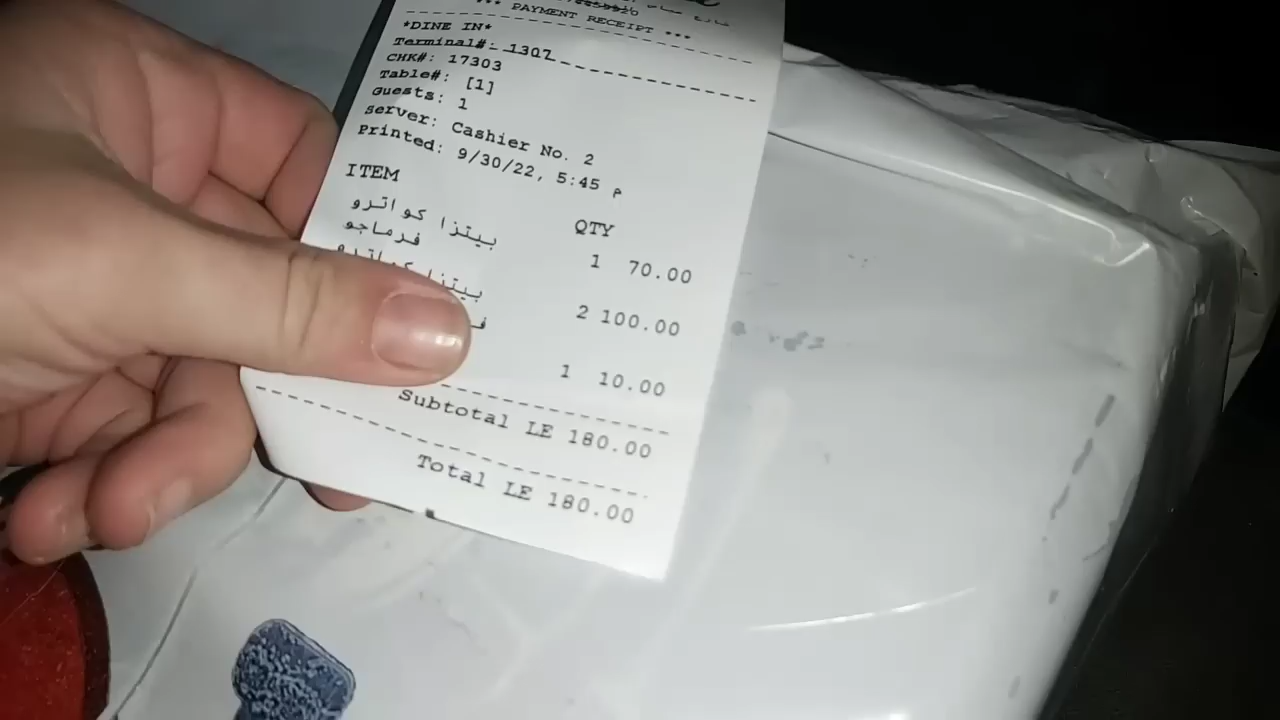 *** PAYMENT RECEIPT ***
*DINE IN*
Terminal#: 1307
CHK#: 17303
Table#: [1]
Guests: 1
Server: Cashier No. 2
Printed: 9/30/22, 5:45 م
ITEM QTY
بيتزا كواترو
فرماجو
1 70.00
بيتزا كواترو
2 100.00
1 10.00
Subtotal LE 180.00
Total LE 180.00